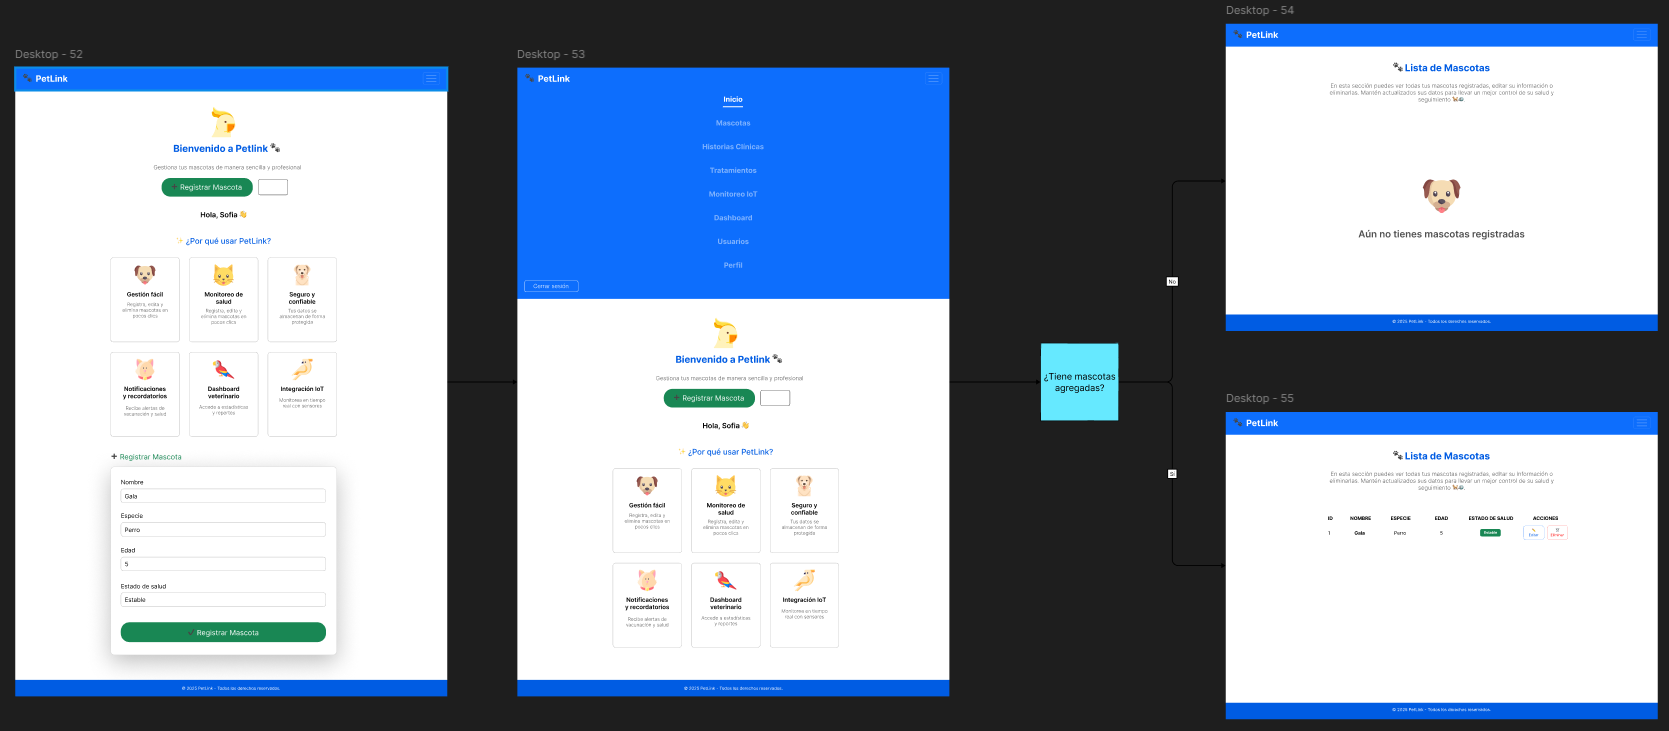 Desktop - 52
PetLink
Bienvenido a Petlink
Gestiona tus mascotas de manera sencilla y profesional
+ Registrar Mascota
Hola, Sofia
¿Por qué usar PetLink?
Gestión fácil
Registra, edita y
elimina mascotas en
pocos clics
Monitoreo de
salud
Registra, edita y
elimina mascotas en
pocos clics
Seguro y
confiable
Tus datos se
almacenan de forma
protegida
Notificaciones
y recordatorios
Recibe alertas de
vacunación y salud
Dashboard
veterinario
Accede a estadísticas
y reportes
Integración IoT
Monitorea en tiempo
real con sensores
+ Registrar Mascota
Nombre
Gala
Especie
Perro
Edad
5
Estado de salud
Estable
✓ Registrar Mascota
© 2025 PetLink - Todos los derechos reservados.
Desktop - 53
PetLink
Inicio
Mascotas
Historias Clínicas
Tratamientos
Monitoreo IoT
Dashboard
Usuarios
Perfil
Cerrar sesión
Bienvenido a Petlink
Gestiona tus mascotas de manera sencilla y profesional
+ Registrar Mascota
Hola, Sofia
¿Por qué usar PetLink?
Gestión fácil
Registra, edita y
elimina mascotas en
pocos clics
Monitoreo de
salud
Registra, edita y
elimina mascotas en
pocos clics
Seguro y
confiable
Tus datos se
almacenan de forma
protegida
Notificaciones
y recordatorios
Recibe alertas de
vacunación y salud
Dashboard
veterinario
Accede a estadísticas
y reportes
Integración IoT
Monitorea en tiempo
real con sensores
© 2025 PetLink - Todos los derechos reservados.
¿Tiene mascotas
agregadas?
No
Sí
Desktop - 54
PetLink
Lista de Mascotas
En esta sección puedes ver todas tus mascotas registradas, editar su información o
eliminarlas. Mantén actualizados sus datos para llevar un mejor control de su salud y
seguimiento
Aún no tienes mascotas registradas
© 2025 PetLink - Todos los derechos reservados.
Desktop - 55
PetLink
Lista de Mascotas
En esta sección puedes ver todas tus mascotas registradas, editar su información o
eliminarlas. Mantén actualizados sus datos para llevar un mejor control de su salud y
seguimiento
ID NOMBRE ESPECIE EDAD ESTADO DE SALUD ACCIONES
1 Gala Perro 5 Estable Editar Eliminar
© 2025 PetLink - Todos los derechos reservados.